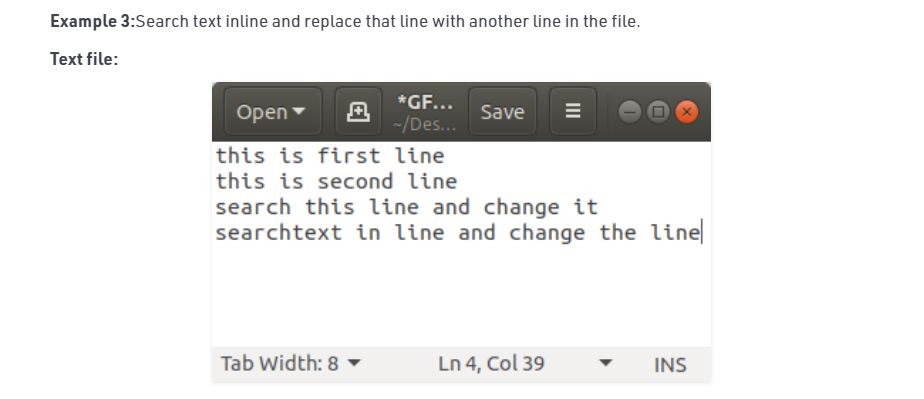 Example 3:Search text inline and replace that line with another line in the file.
Text file:
Open *GF... Save
~/Des...
this is first line
this is second line
search this line and change it
searchtext in line and change the line
Tab Width: 8 Ln 4, Col 39 INS